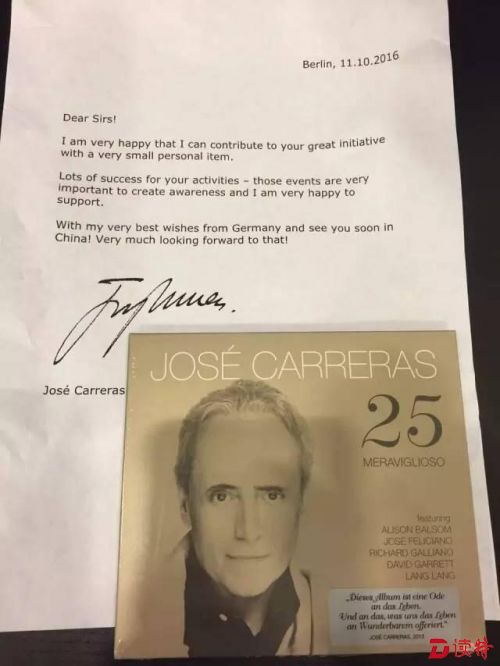 Berlin, 11.10.2016
Dear Sirs!
I am very happy that I can contribute to your great initiative
with a very small personal item.
Lots of success for your activities – those events are very
important to create awareness and I am very happy to
support.
With my very best wishes from Germany and see you soon in
China! Very much looking forward to that!
José Carreras
JOSÉ CARRERAS
25
MERAVIGLIOSO
featuring
ALISON BALSOM
JOSÉ FELICIANO
RICHARD GALLIANO
DAVID GARRETT
LANG LANG
„Dieses Album ist eine Ode
an das Leben.
Und an das, was uns das Leben
an Wunderbarem offeriert.“
JOSÉ CARRERAS, 2012
读特